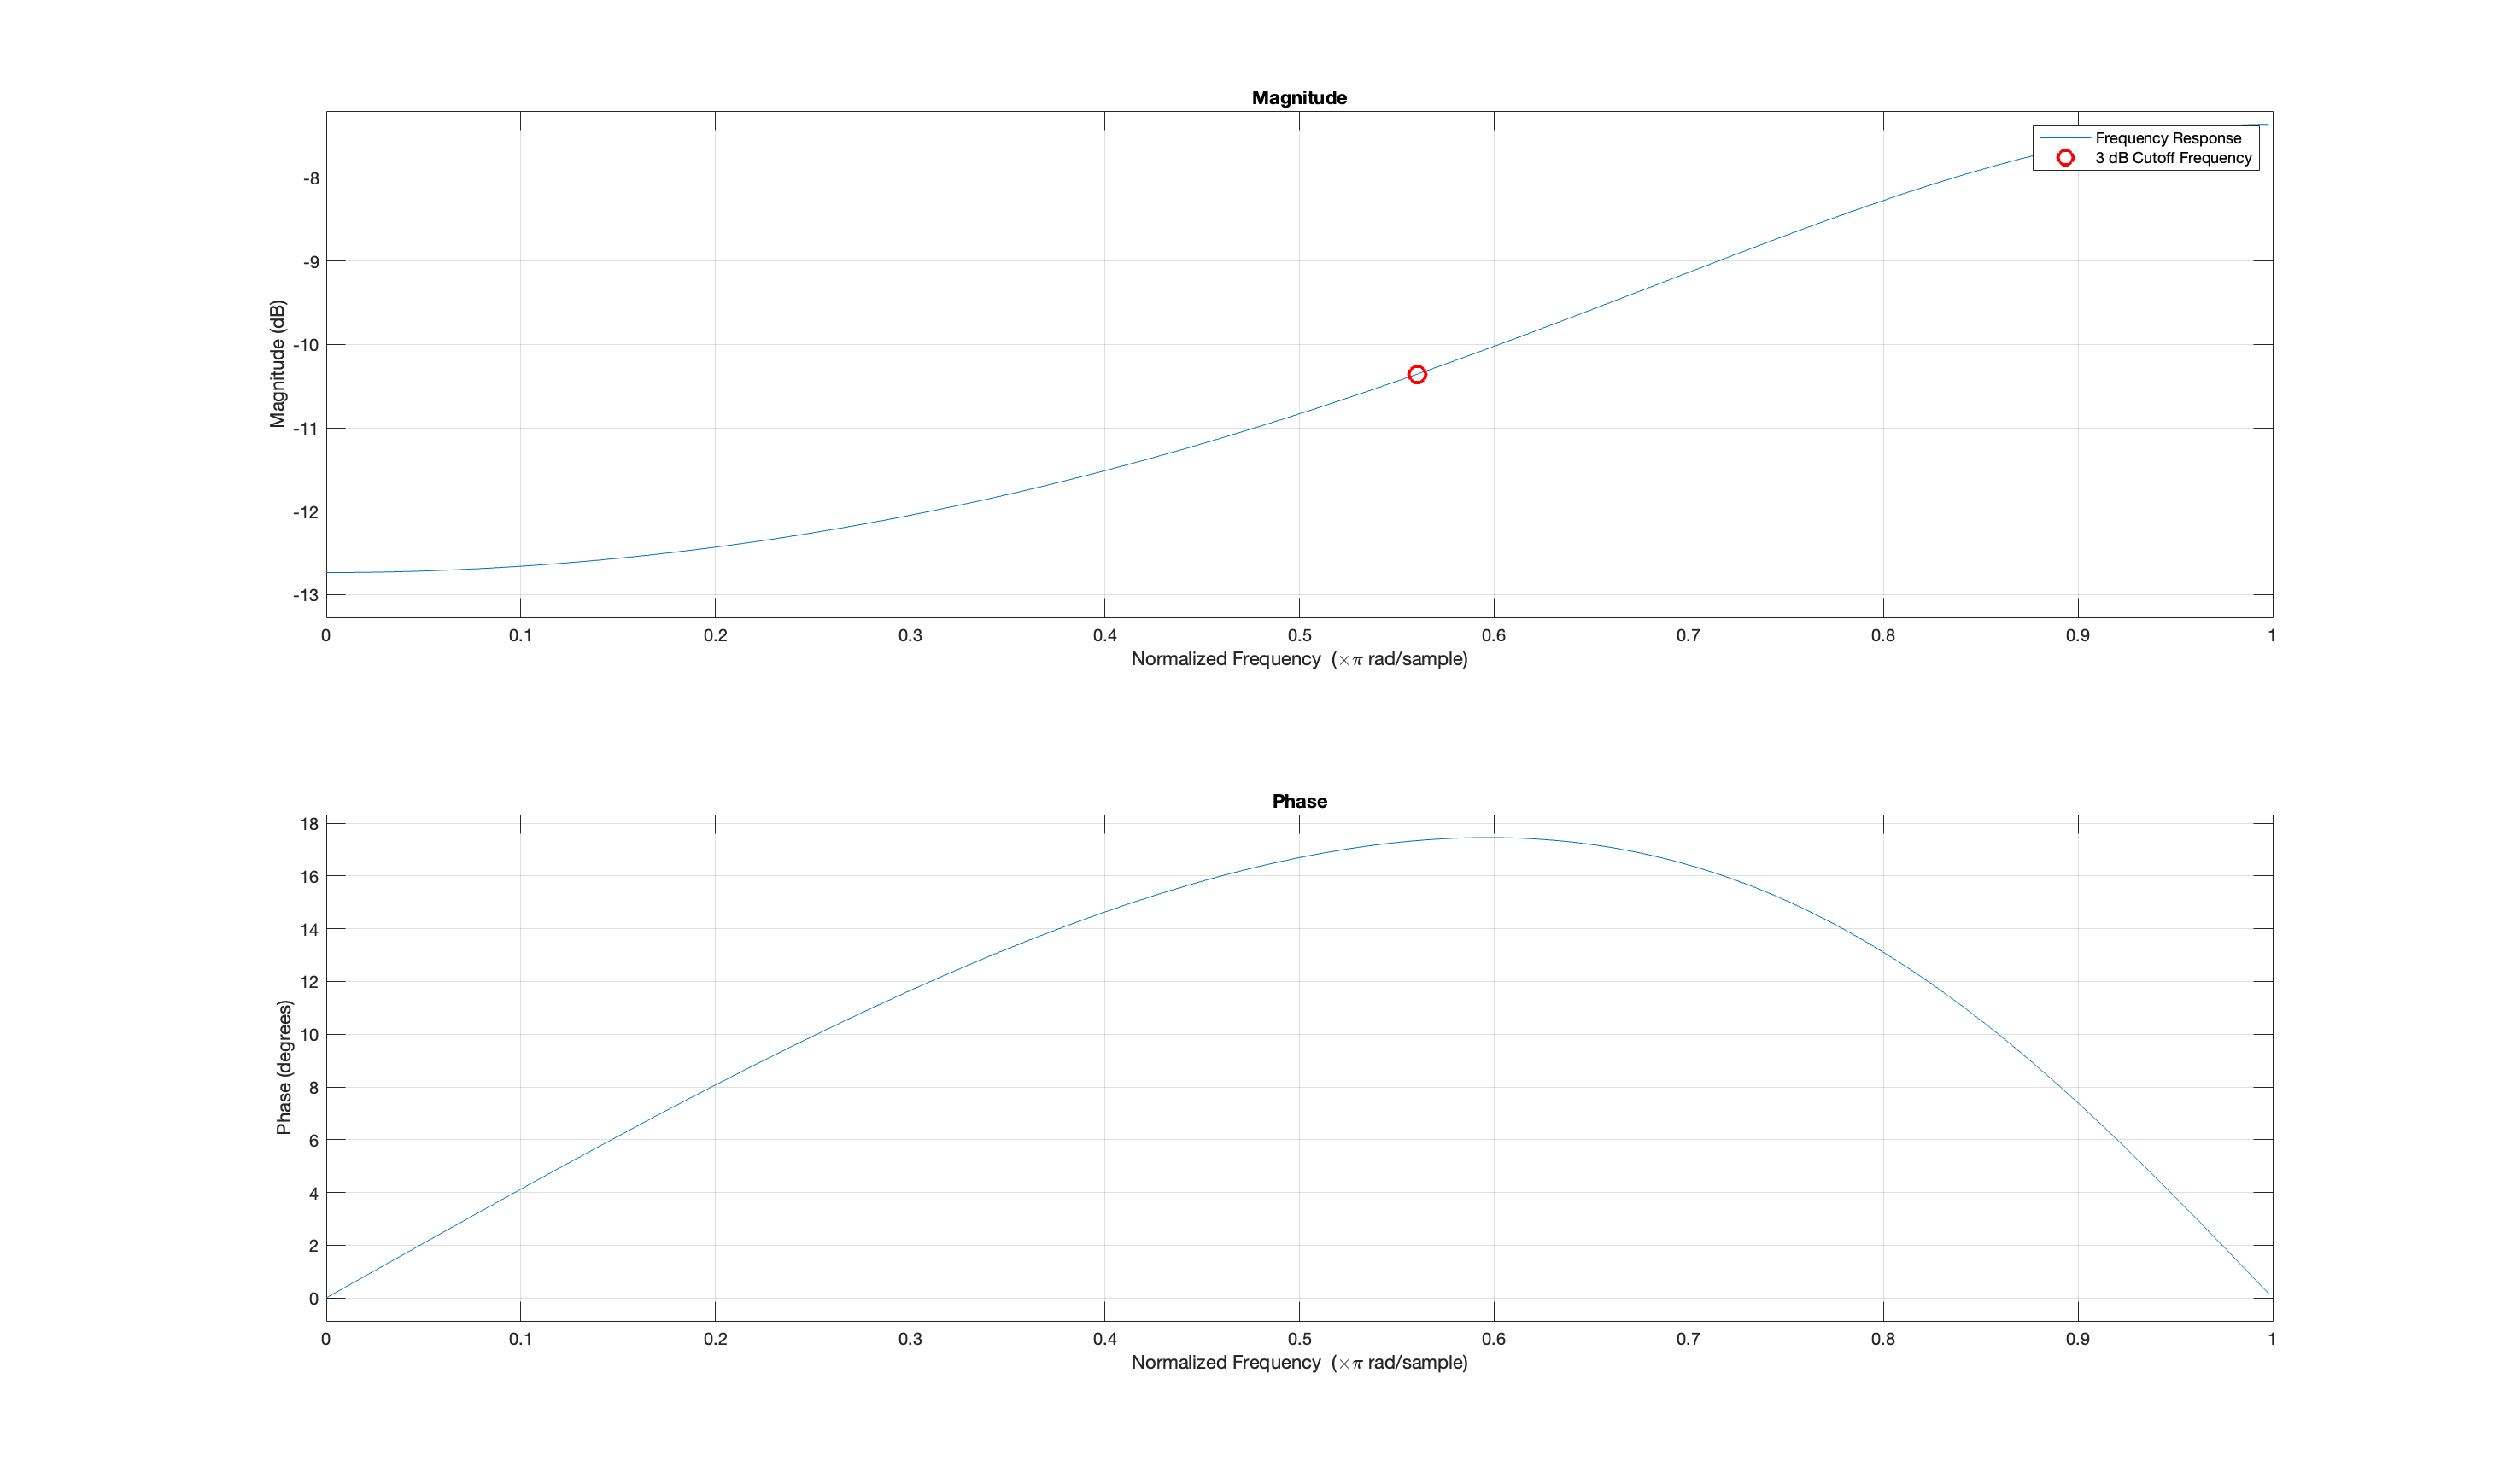 Magnitude
Frequency Response
3 dB Cutoff Frequency
Magnitude (dB)
-8
-9
-10
-11
-12
-13
0 0.1 0.2 0.3 0.4 0.5 0.6 0.7 0.8 0.9 1
Normalized Frequency (×π rad/sample)
Phase
Phase (degrees)
18
16
14
12
10
8
6
4
2
0
0 0.1 0.2 0.3 0.4 0.5 0.6 0.7 0.8 0.9 1
Normalized Frequency (×π rad/sample)